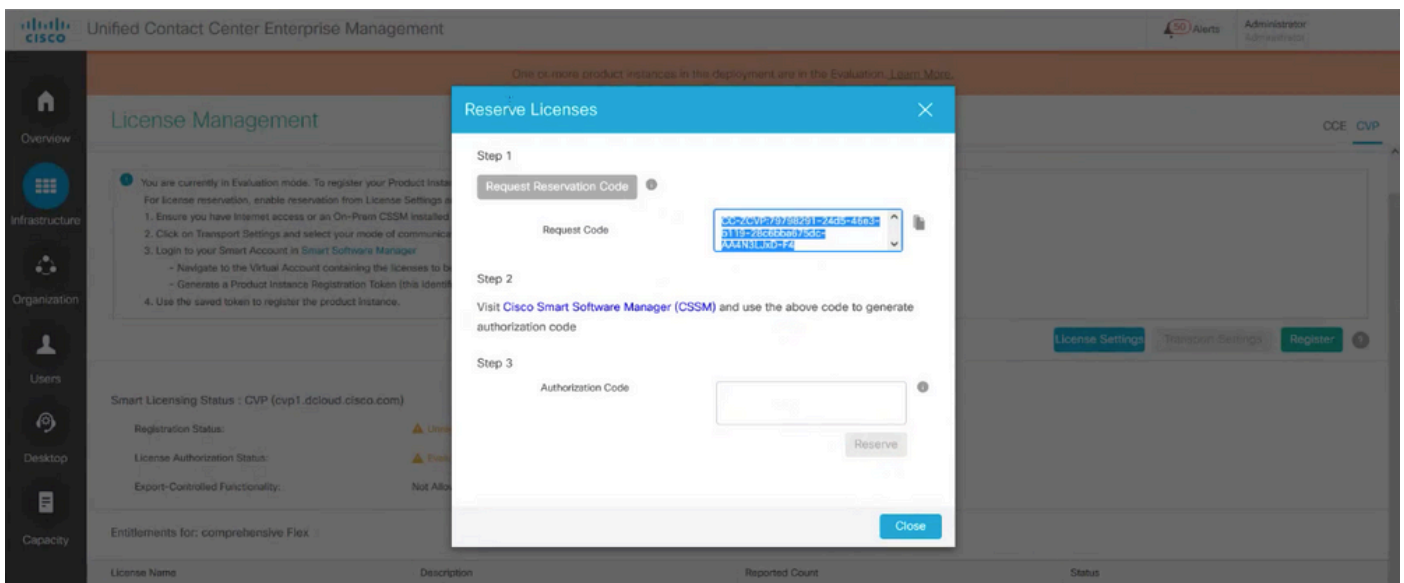 CISCO
Unified Contact Center Enterprise Management
50
Alerts
Administrator
Administrator
One or more product instances in the deployment are in the Evaluation. Learn More.
Overview
Infrastructure
Organization
Users
Desktop
Capacity
License Management
CCE CVP
You are currently in Evaluation mode. To register your Product
For license reservation, enable reservation from License Settings
1. Ensure you have Internet access or an On-Prem CSSM installed
2. Click on Transport Settings and select your mode of
3. Login to your Smart Account in Smart Software Manager
- Navigate to the Virtual Account containing the licenses to
- Generate a Product Instance Registration Token (this
4. Use the saved token to register the product instance.
License Settings
Transport Settings
Register
Smart Licensing Status : CVP (cvp1.dcloud.cisco.com)
Registration Status:
License Authorization Status:
Export-Controlled Functionality:
Not
Entitlements for: comprehensive Flex
License Name Description Reported Count Status
Reserve Licenses
Step 1
Request Reservation Code
Request Code
Step 2
Visit Cisco Smart Software Manager (CSSM) and use the above code to generate
authorization code
Step 3
Authorization Code
Reserve
Close